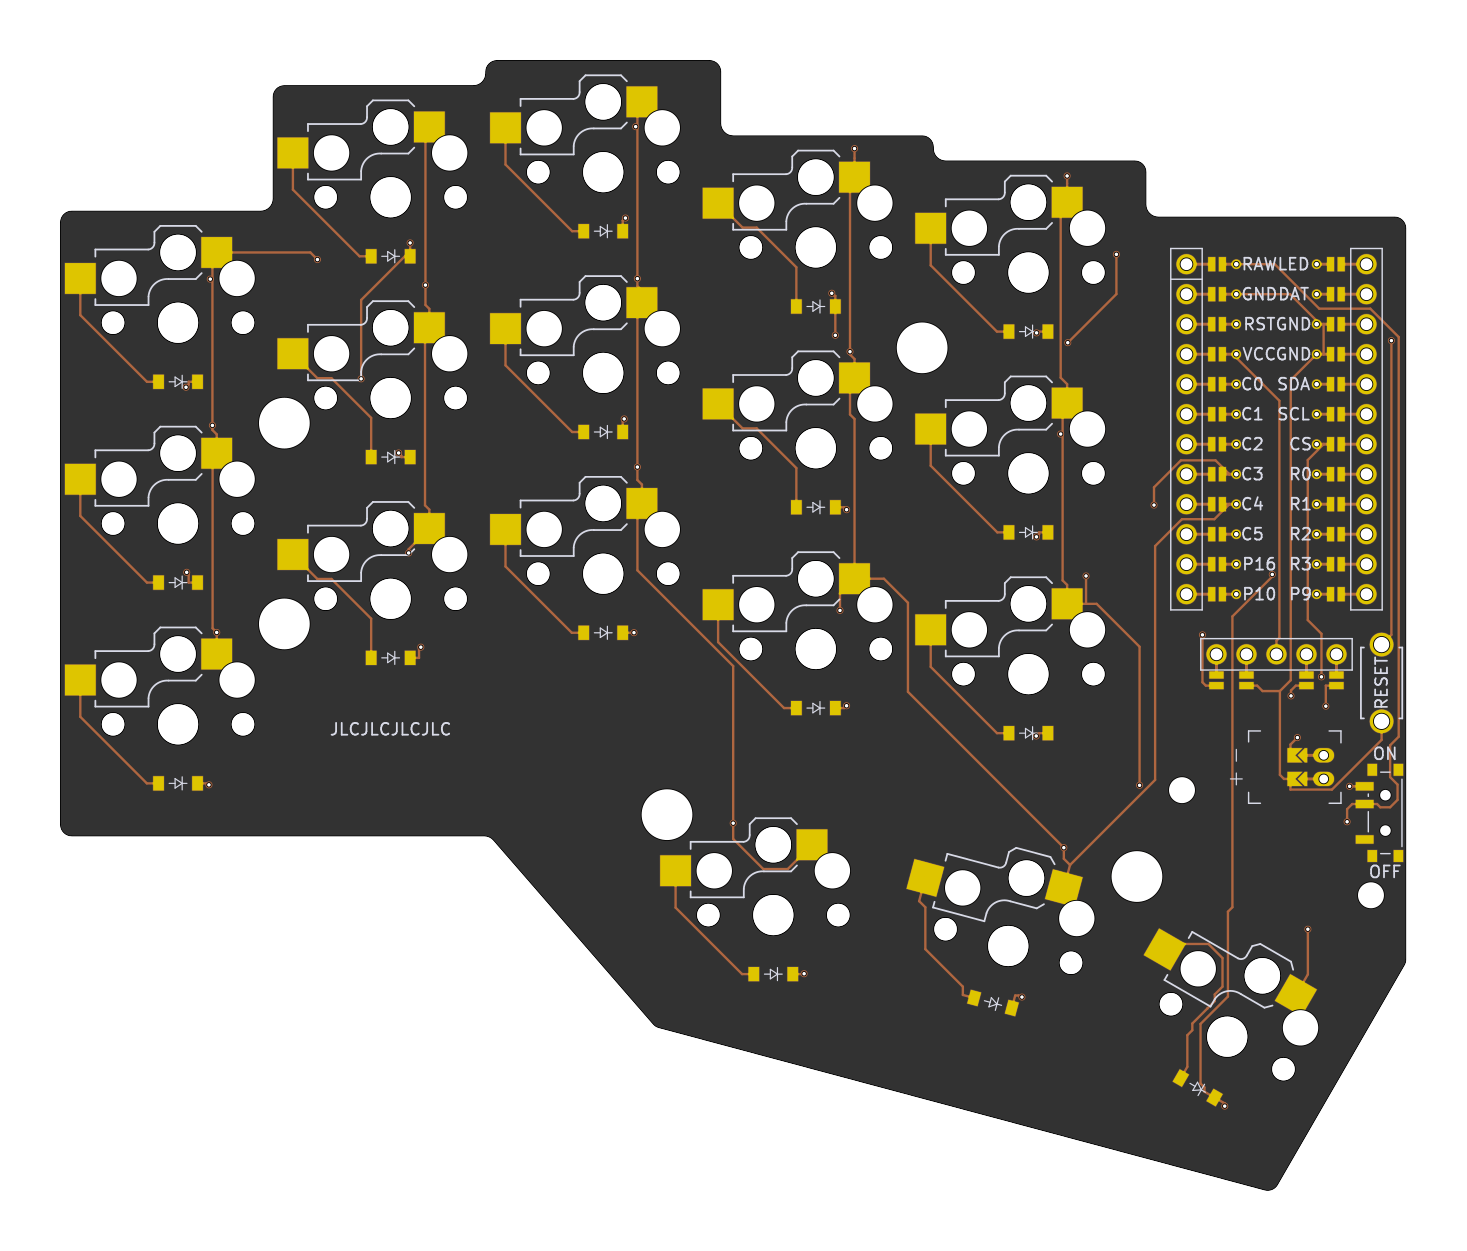 RAW LED
GND DAT
RST GND
VCC GND
C0 SDA
C1 SCL
C2 CS
C3 R0
C4 R1
C5 R2
P16 R3
P10 P9
RESET
JLCJLCJLCJLC
ON
OFF